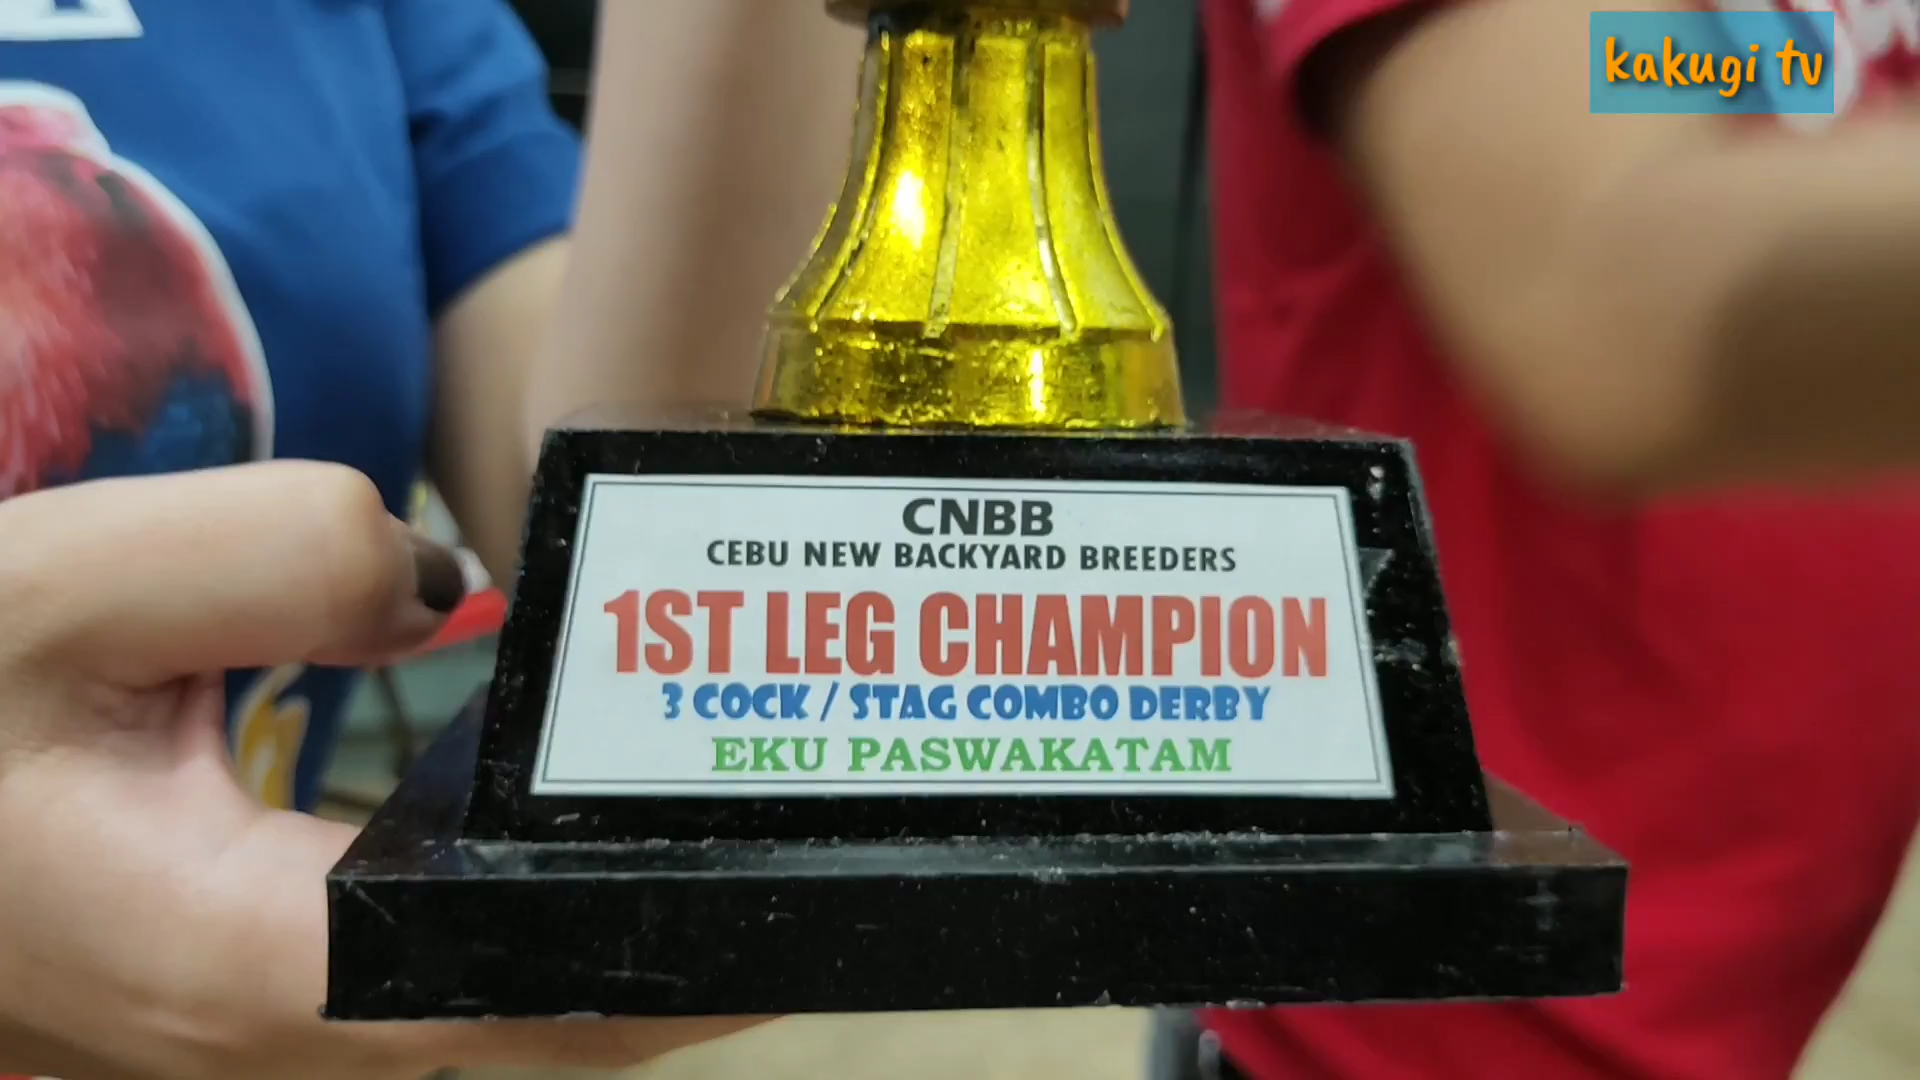 kakugi tv
CNBB
CEBU NEW BACKYARD BREEDERS
1ST LEG CHAMPION
3 COCK / STAG COMBO DERBY
EKU PASWAKATAM